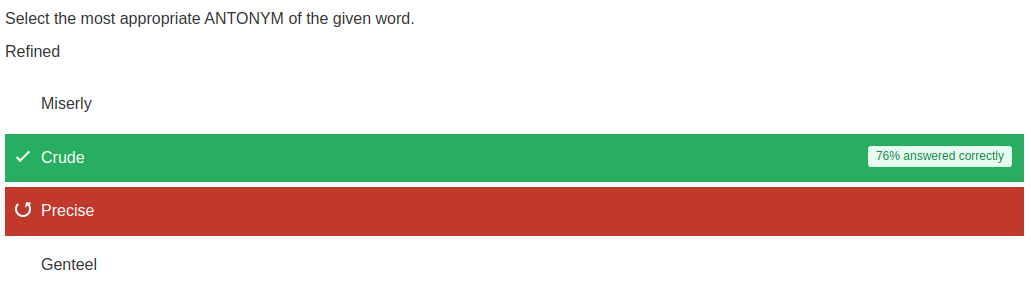 Select the most appropriate ANTONYM of the given word.
Refined
Miserly
Crude
76% answered correctly
Precise
Genteel